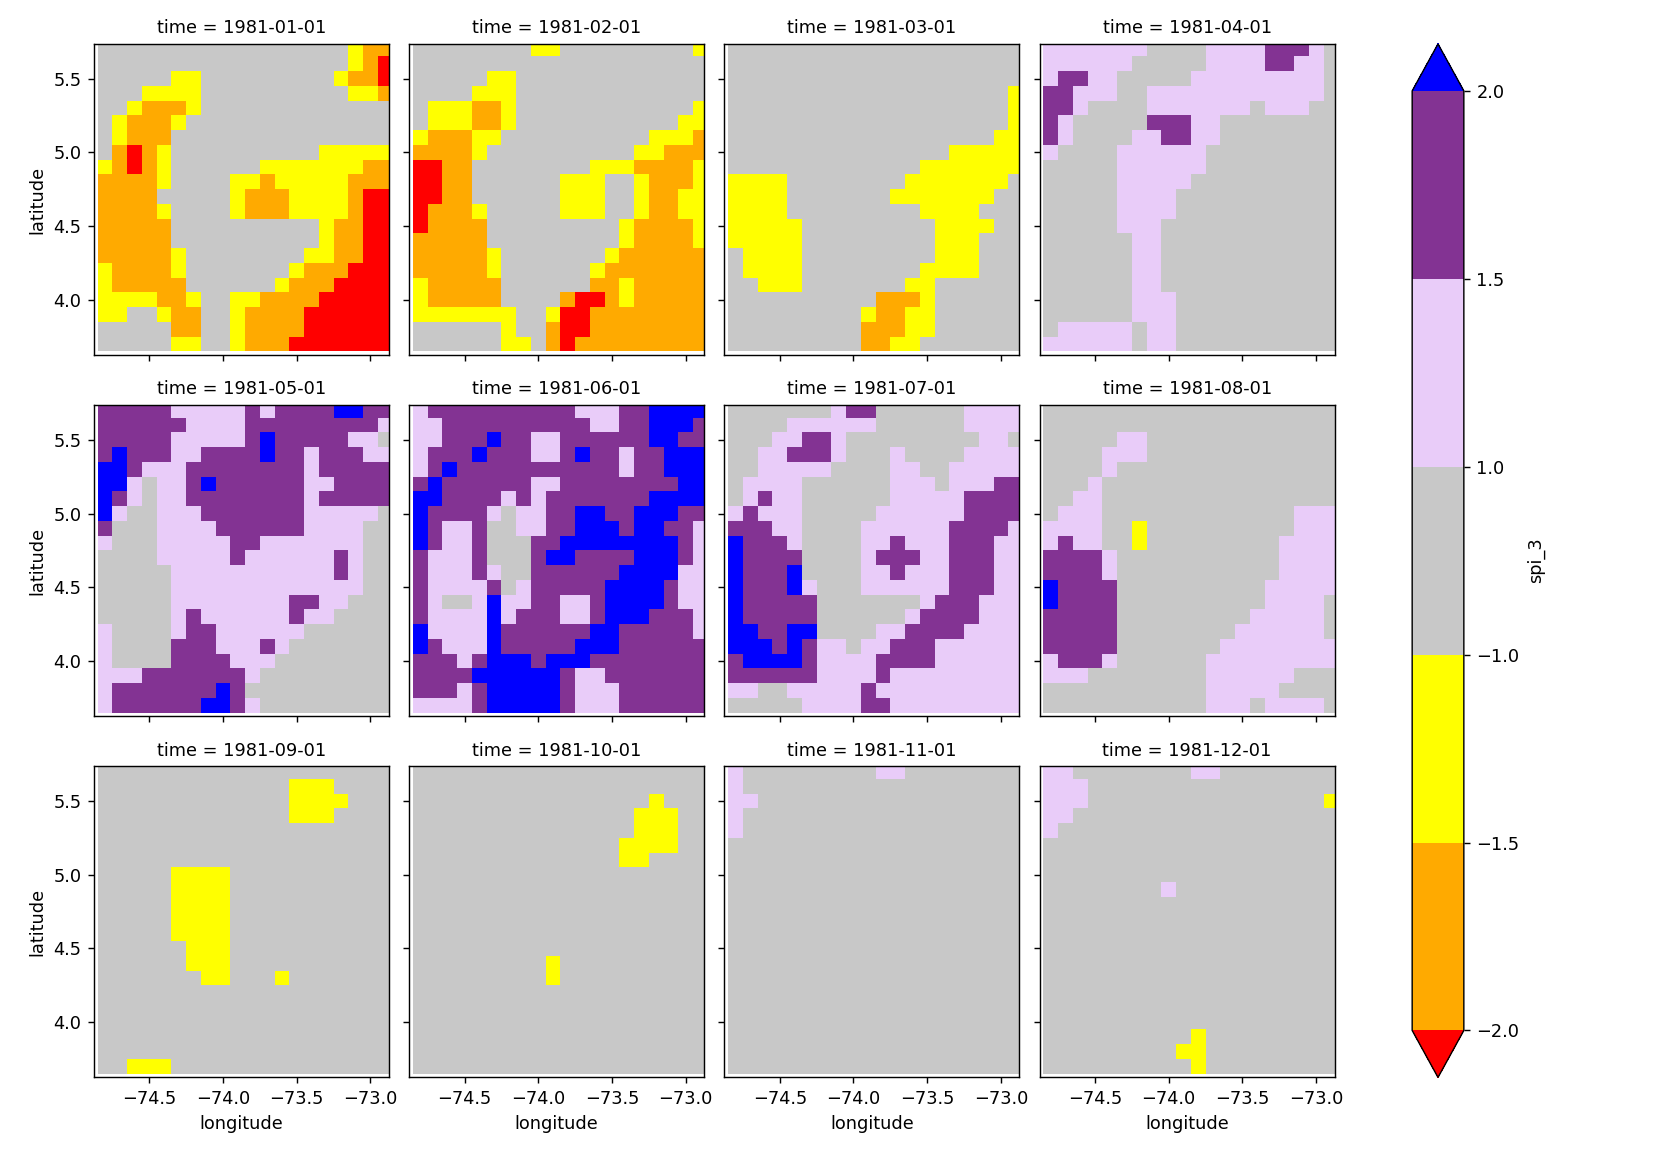 time = 1981-01-01
time = 1981-02-01
time = 1981-03-01
time = 1981-04-01
latitude
5.5
5.0
4.5
4.0
time = 1981-05-01
time = 1981-06-01
time = 1981-07-01
time = 1981-08-01
latitude
5.5
5.0
4.5
4.0
time = 1981-09-01
time = 1981-10-01
time = 1981-11-01
time = 1981-12-01
latitude
5.5
5.0
4.5
4.0
−74.5 −74.0 −73.5 −73.0
−74.5 −74.0 −73.5 −73.0
−74.5 −74.0 −73.5 −73.0
−74.5 −74.0 −73.5 −73.0
longitude
longitude
longitude
longitude
2.0
1.5
1.0
−1.0
−1.5
−2.0
spi_3